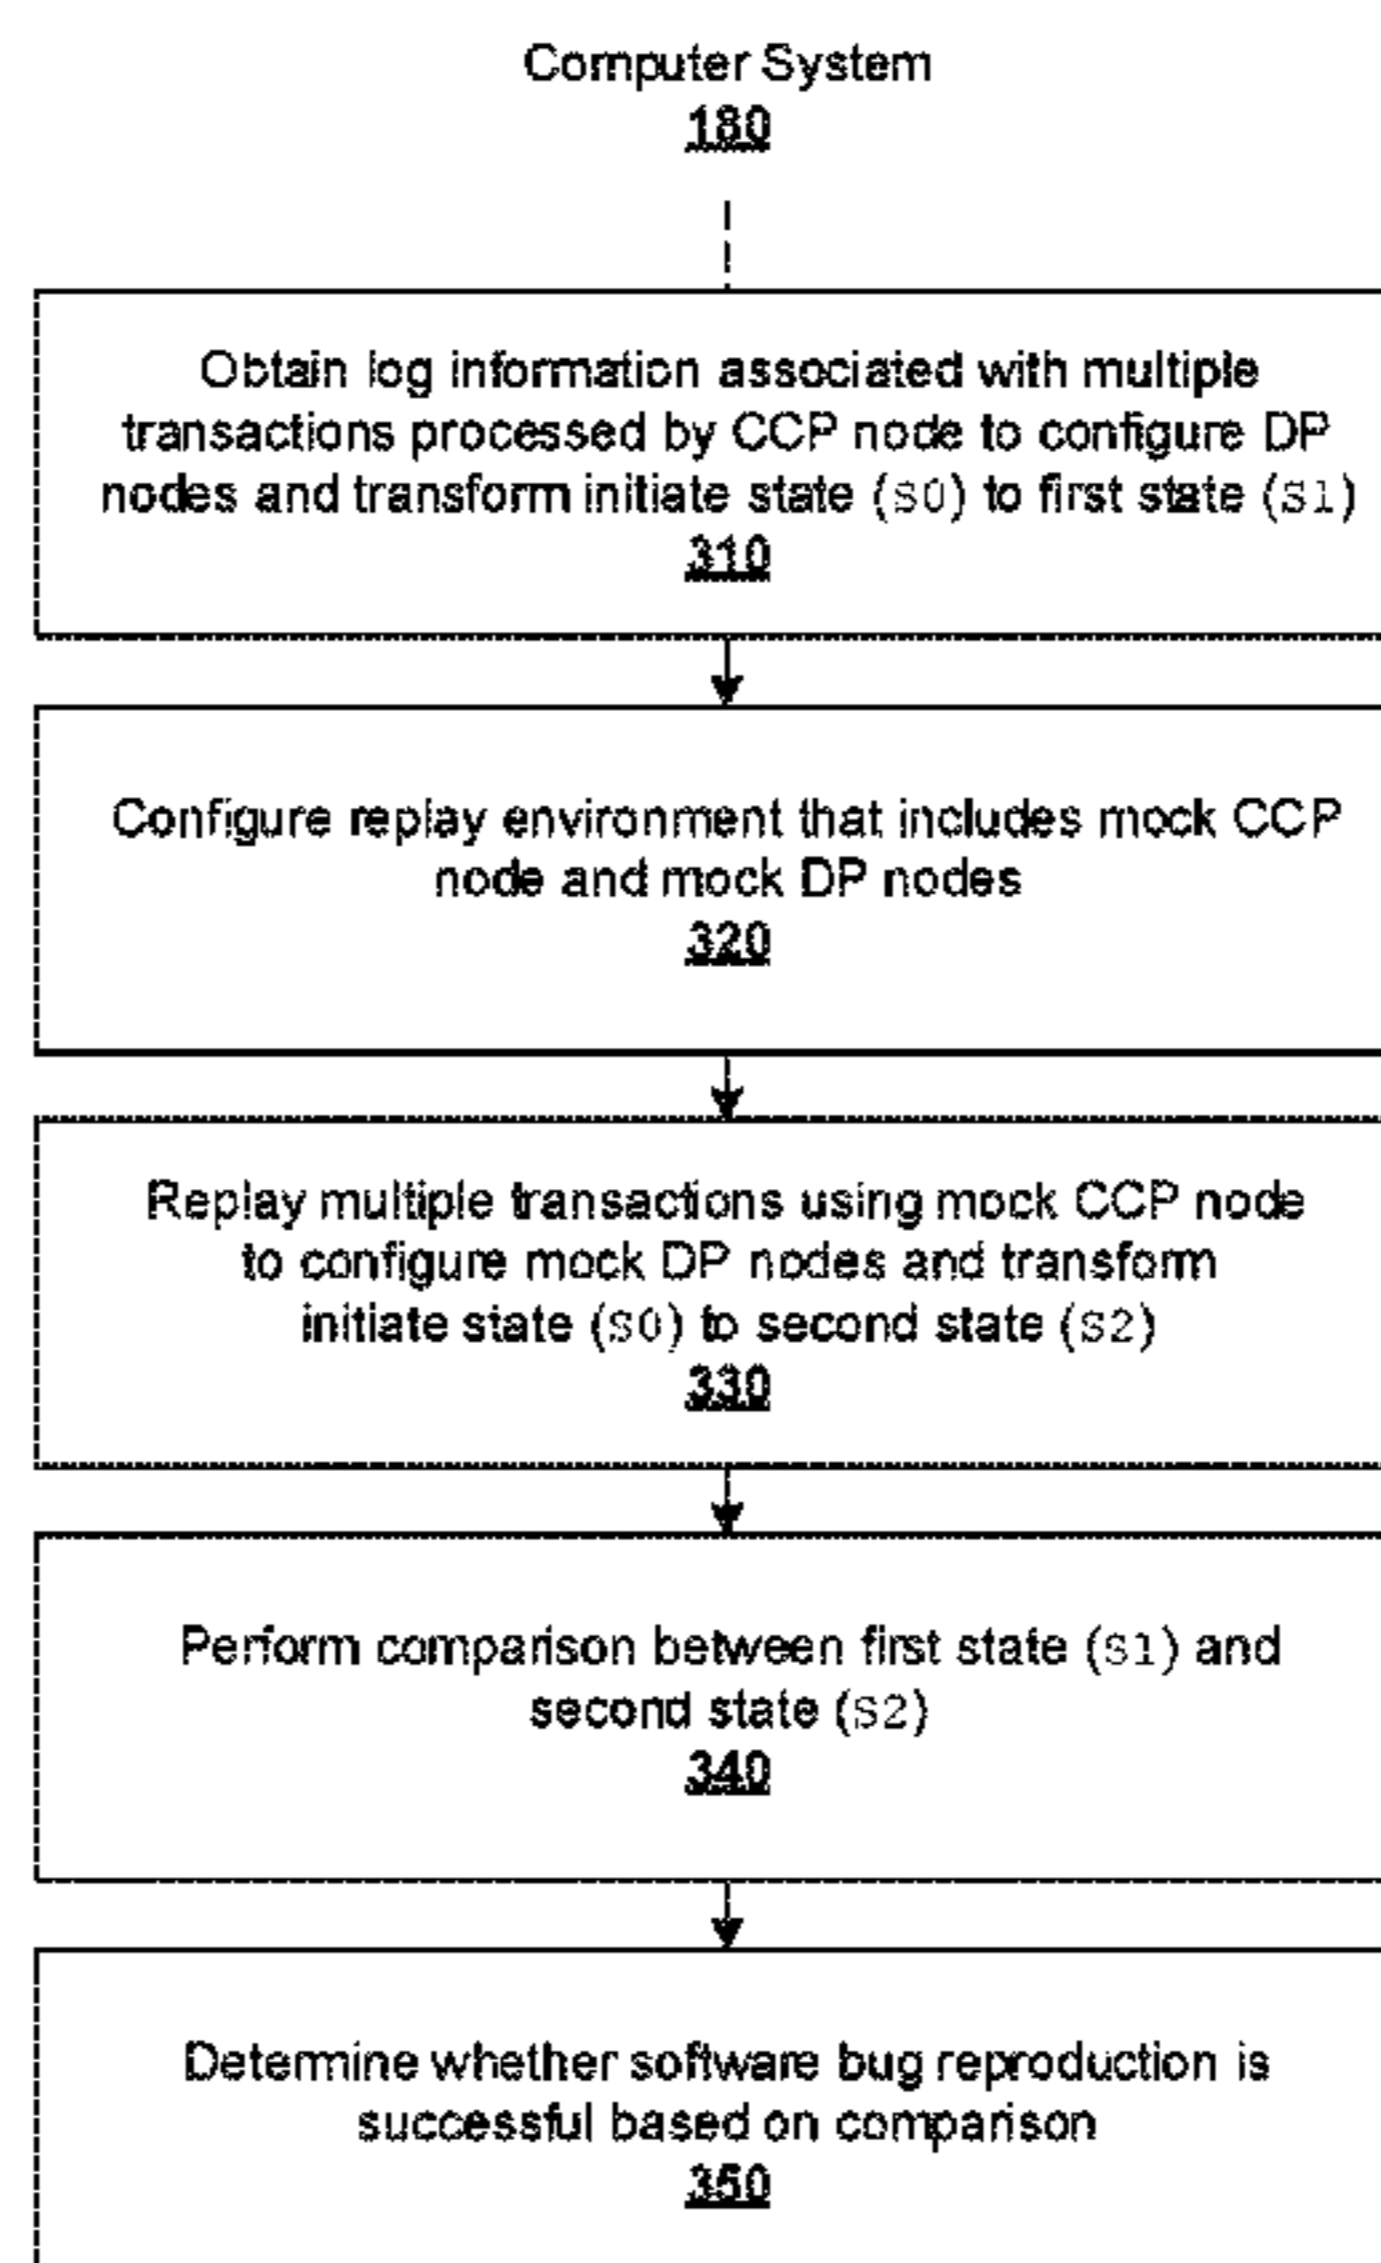 Computer System
180
Obtain log information associated with multiple
transactions processed by CCP node to configure DP
nodes and transform initiate state (S0) to first state (S1)
310
Configure replay environment that includes mock CCP
node and mock DP nodes
320
Replay multiple transactions using mock CCP node
to configure mock DP nodes and transform
initiate state (S0) to second state (S2)
330
Perform comparison between first state (S1) and
second state (S2)
340
Determine whether software bug reproduction is
successful based on comparison
350